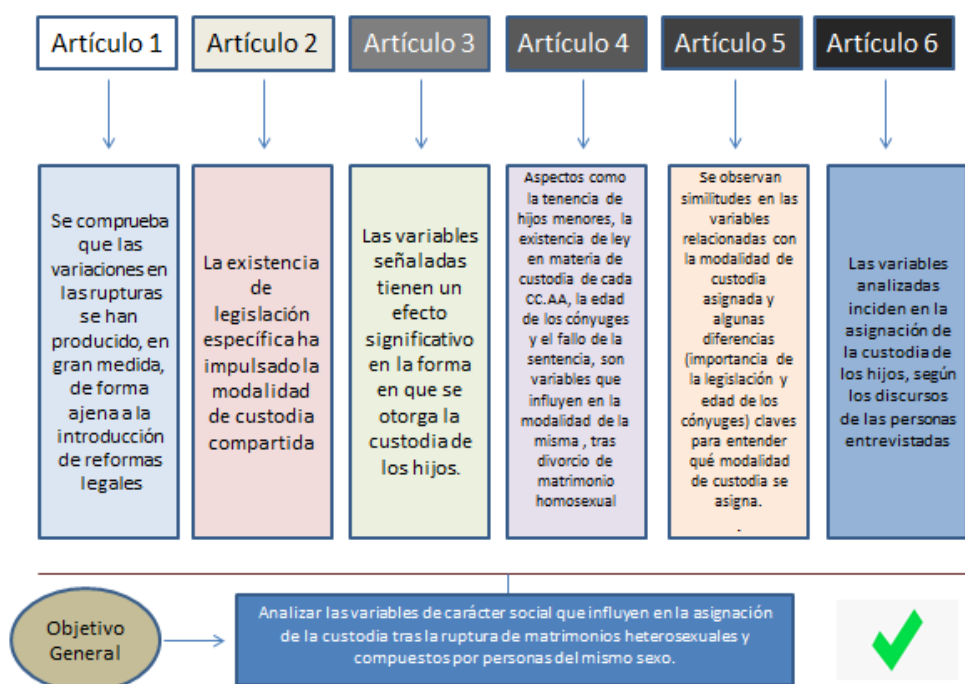 Artículo 1
Artículo 2
Artículo 3
Artículo 4
Artículo 5
Artículo 6
Se comprueba
que las
variaciones en
las rupturas
se han
producido, en
gran medida,
de forma
ajena a la
introducción
de reformas
legales
La existencia
de
legislación
específica ha
impulsado la
modalidad
de custodia
compartida
Las variables
señaladas
tienen un
efecto
significativo
en la forma
en que se
otorga la
custodia de
los hijos.
Aspectos como
la tenencia de
hijos menores, la
existencia de ley
en materia de
custodia de cada
CC.AA, la edad
de los cónyuges
y el fallo de la
sentencia, son
variables que
influyen en la
modalidad de la
misma , tras
divorcio de
matrimonio
homosexual
Se observan
similitudes en las
variables
relacionadas con
la modalidad de
custodia
asignada y
algunas
diferencias
(importancia de
la legislación y
edad de los
cónyuges) claves
para entender
qué modalidad
de custodia se
asigna.
.
Las variables
analizadas
inciden en la
asignación de
la custodia de
los hijos, según
los discursos
de las personas
entrevistadas
Objetivo
General
Analizar las variables de carácter social que influyen en la asignación
de la custodia tras la ruptura de matrimonios heterosexuales y
compuestos por personas del mismo sexo.